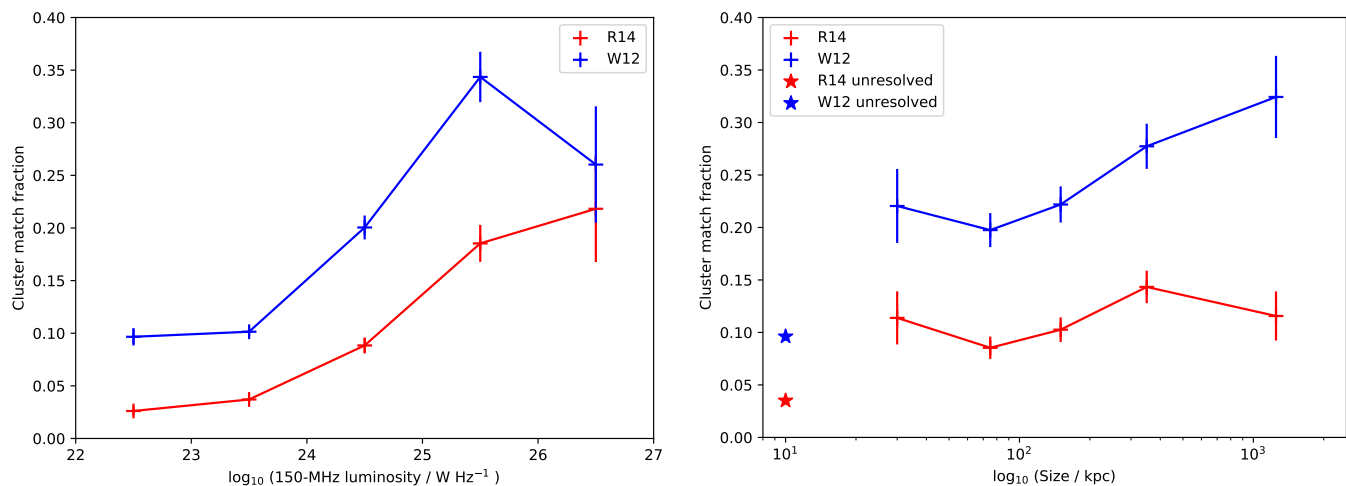 0.40
0.35
0.30
0.25
0.20
0.15
0.10
0.05
0.00
Cluster match fraction
22 23 24 25 26 27
log₁₀ (150-MHz luminosity / W Hz⁻¹ )
R14
W12
0.40
0.35
0.30
0.25
0.20
0.15
0.10
0.05
0.00
Cluster match fraction
10¹ 10² 10³
log₁₀ (Size / kpc)
R14
W12
R14 unresolved
W12 unresolved